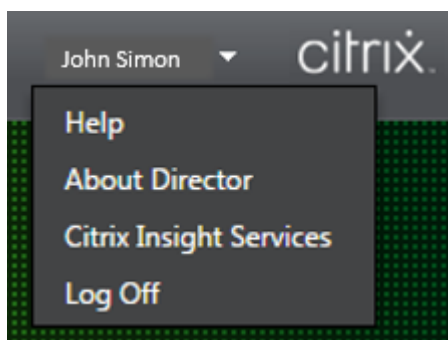 John Simon
citrix
Help
About Director
Citrix Insight Services
Log Off